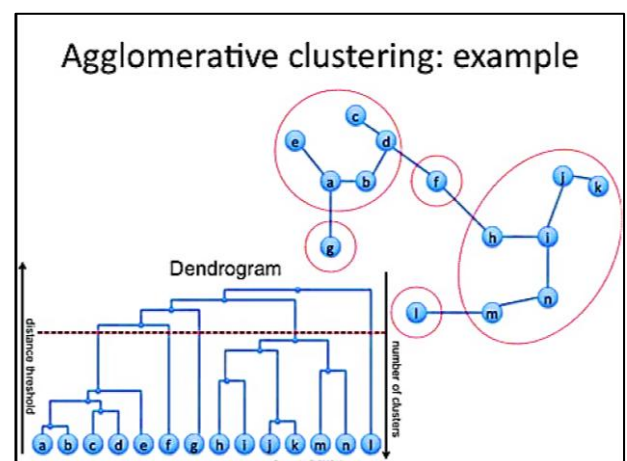 Agglomerative clustering: example
c
e
d
a
b
f
j
k
h
i
g
n
l
m
Dendrogram
distance threshold
number of clusters
a b c d e f g h i j k m n l